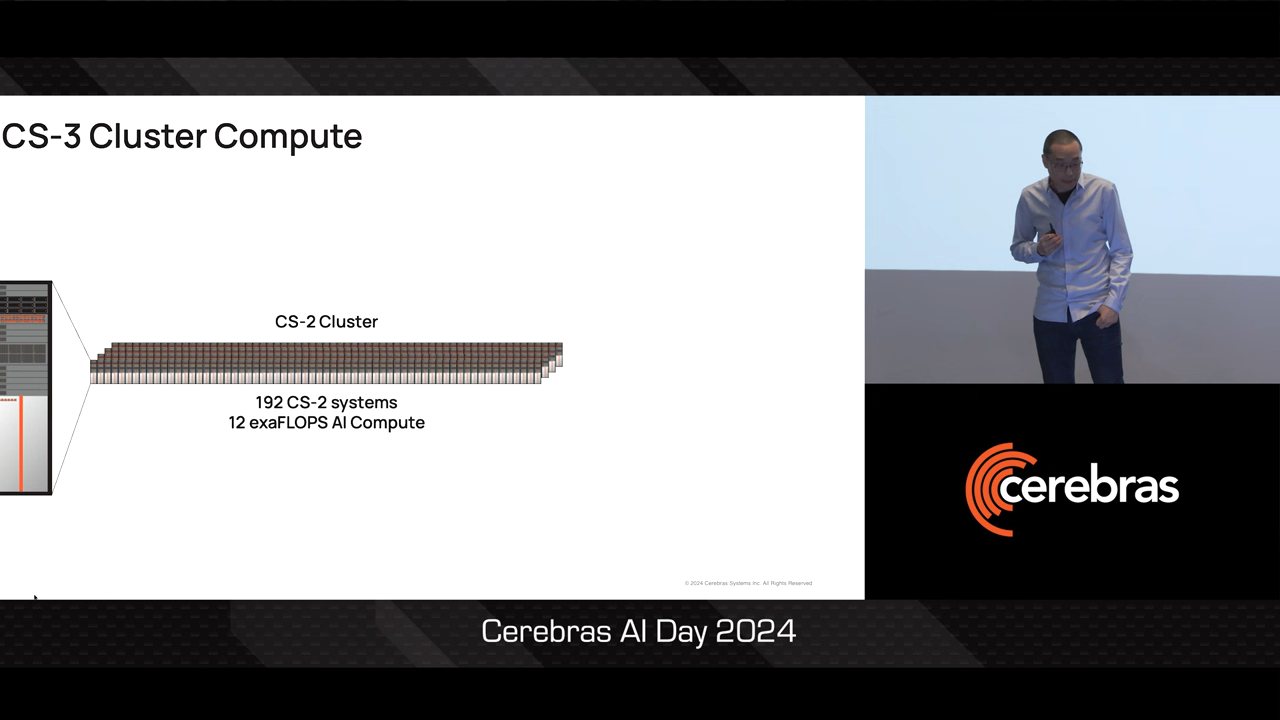 CS-3 Cluster Compute
CS-2 Cluster
192 CS-2 systems
12 exaFLOPS AI Compute
© 2024 Cerebras Systems Inc. All Rights Reserved
cerebras
Cerebras AI Day 2024